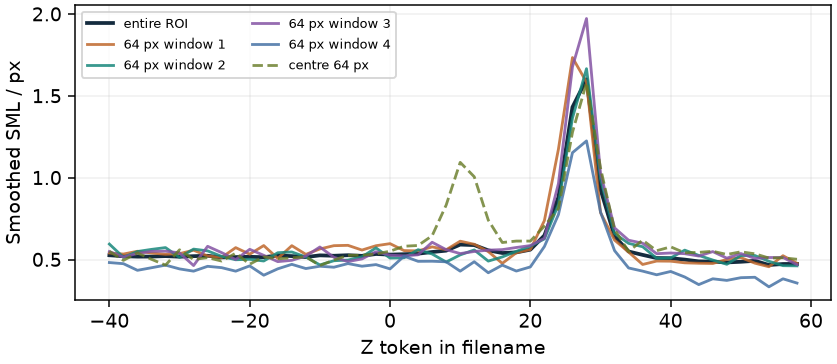 2.0
1.5
1.0
0.5
Smoothed SML / px
entire ROI
64 px window 1
64 px window 2
64 px window 3
64 px window 4
centre 64 px
−40
−20
0
20
40
60
Z token in filename